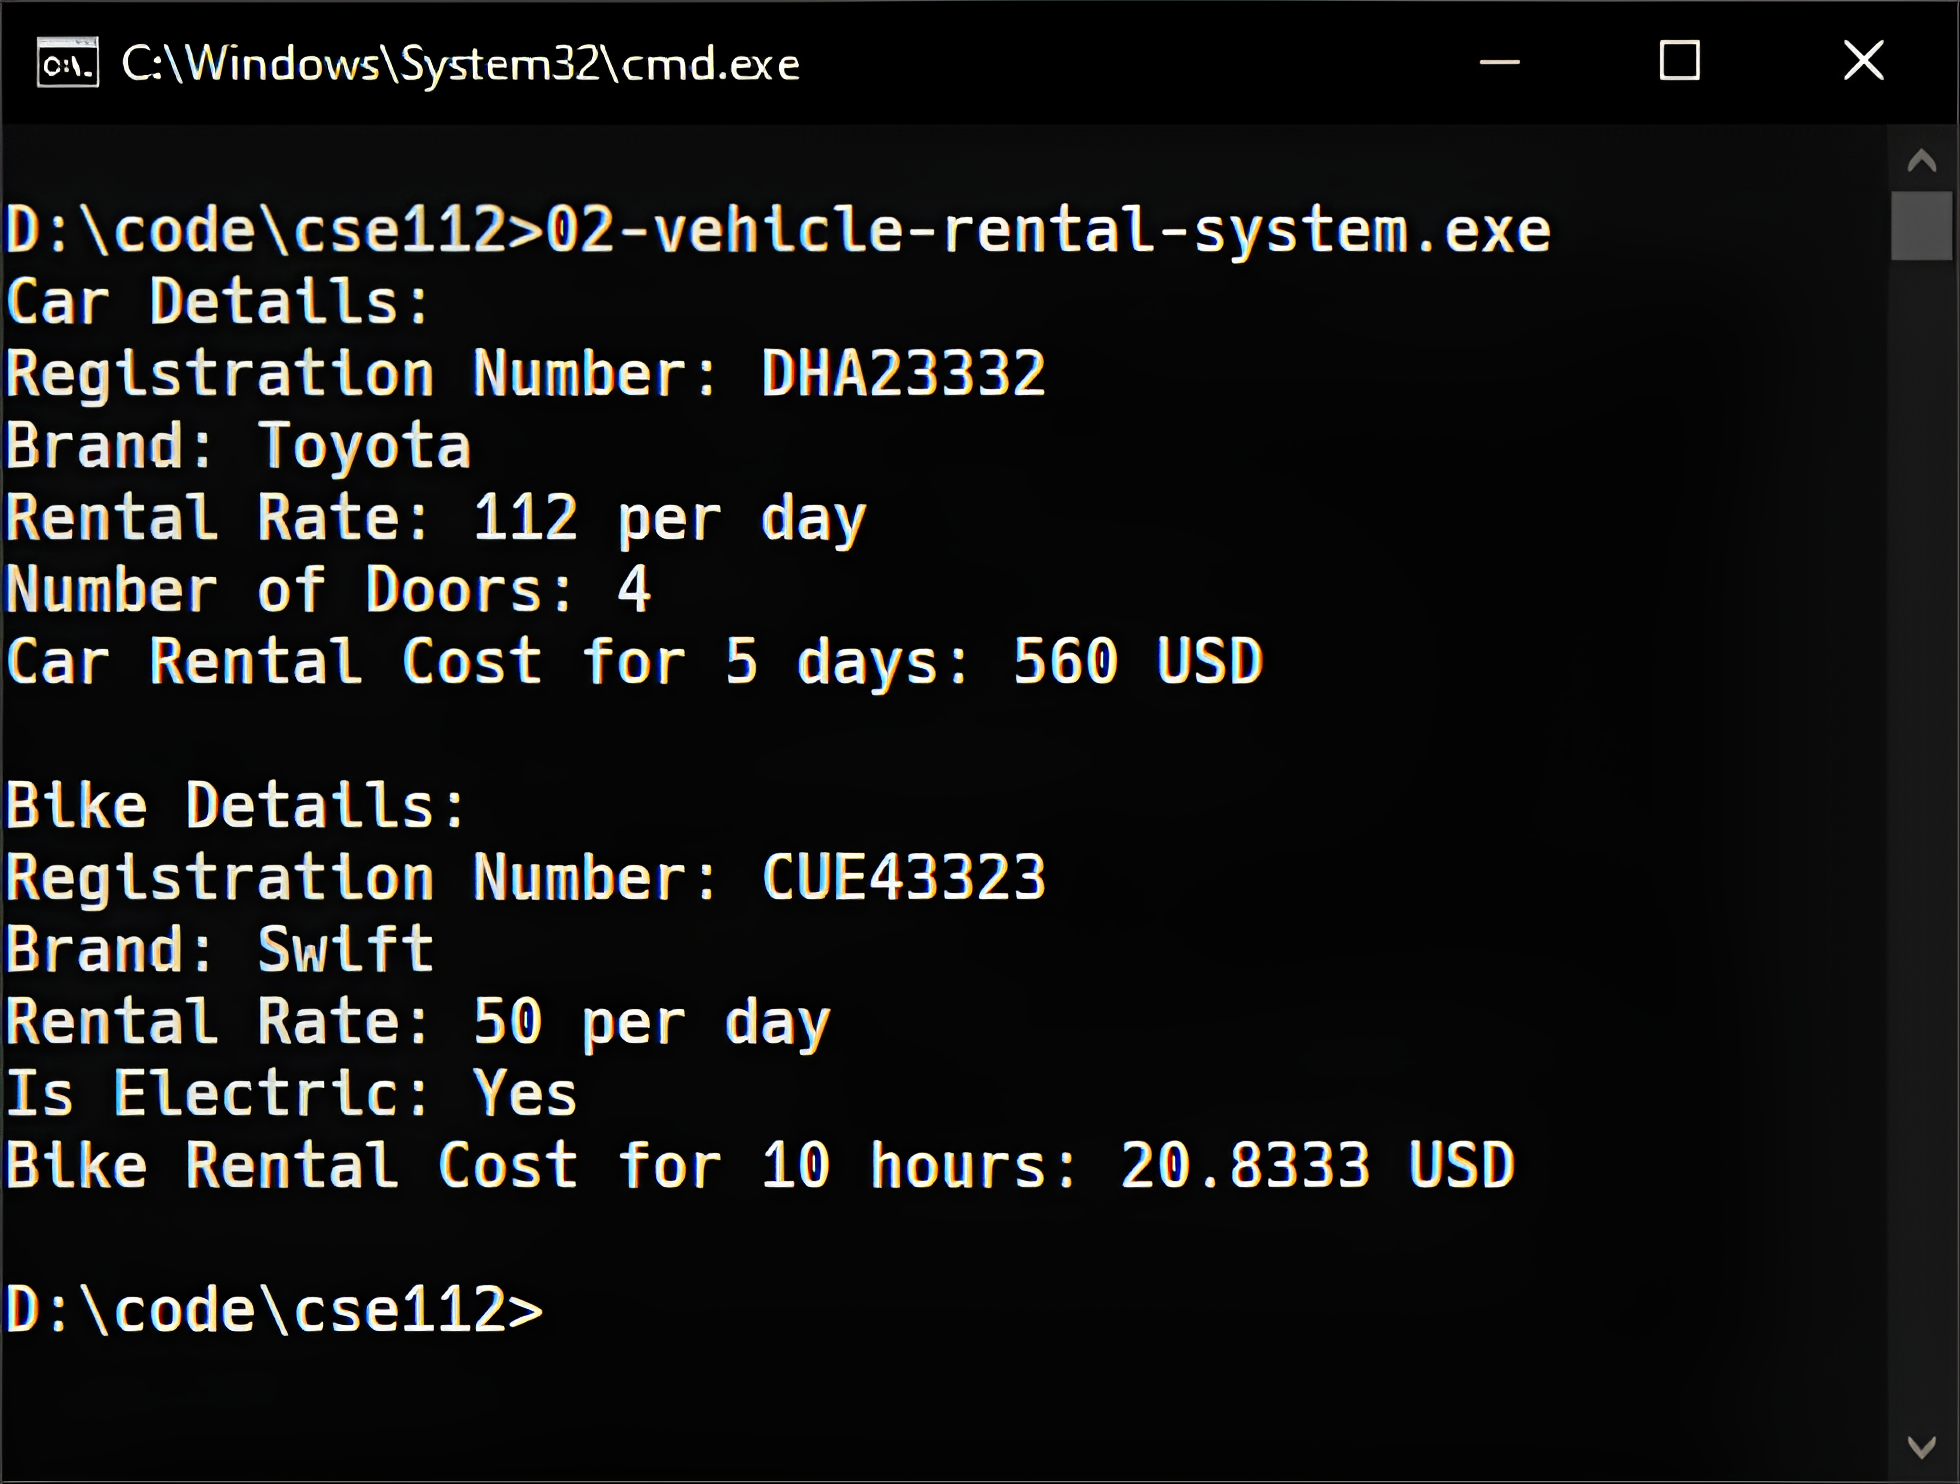 C:\Windows\System32\cmd.exe
D:\code\cse112>02-vehicle-rental-system.exe
Car Details:
Registration Number: DHA23332
Brand: Toyota
Rental Rate: 112 per day
Number of Doors: 4
Car Rental Cost for 5 days: 560 USD
Bike Details:
Registration Number: CUE43323
Brand: Swift
Rental Rate: 50 per day
Is Electric: Yes
Bike Rental Cost for 10 hours: 20.8333 USD
D:\code\cse112>